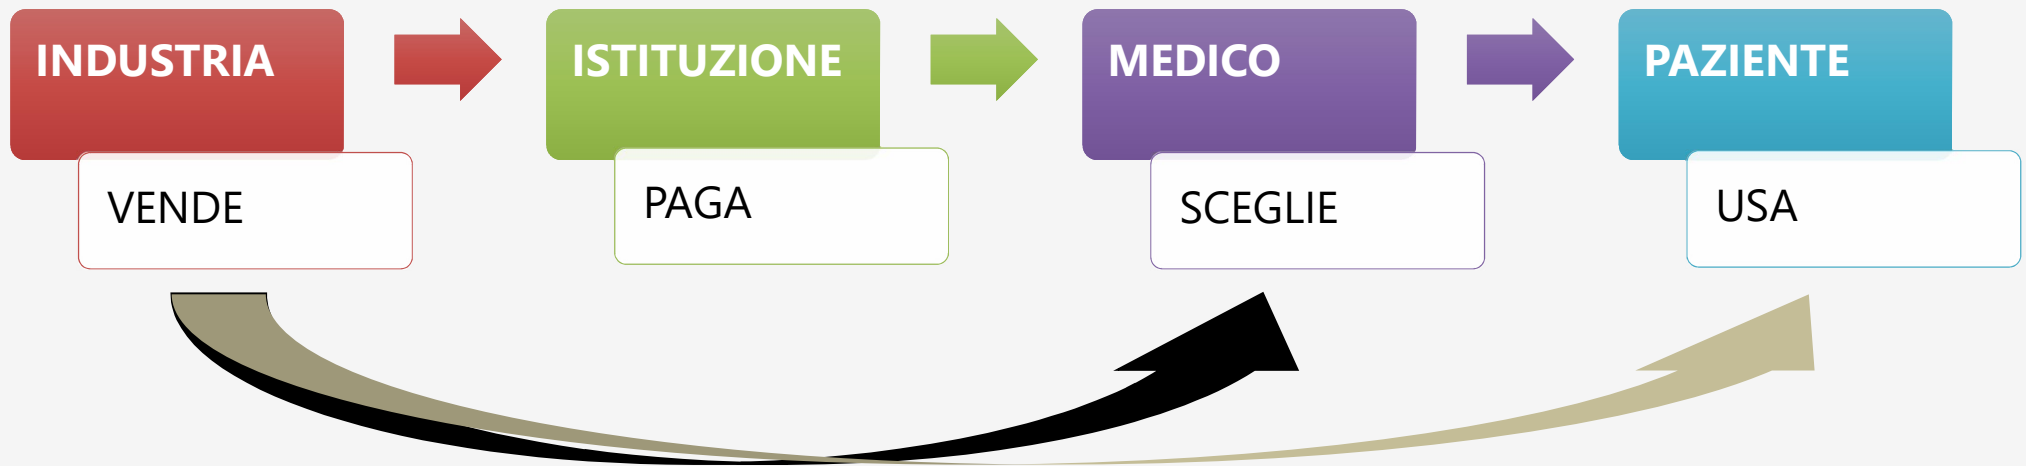 INDUSTRIA
VENDE
ISTITUZIONE
PAGA
MEDICO
SCEGLIE
PAZIENTE
USA